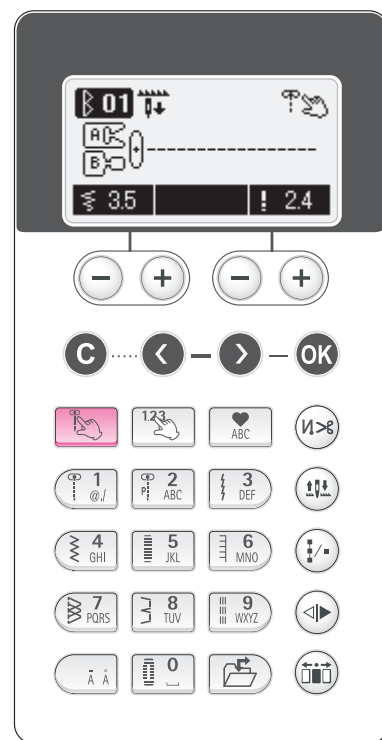 01
A
B
3.5 ! 2.4
− + − +
C OK
123 ABC
1 @./ P 2 ABC 3 DEF
4 GHI 5 JKL 6 MNO
7 PQRS 8 TUV 9 WXYZ
Ā Ä 0